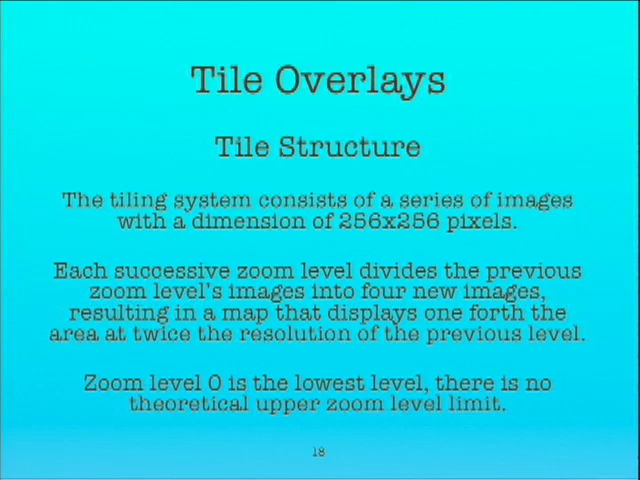 Tile Overlays
Tile Structure
The tiling system consists of a series of images
with a dimension of 256x256 pixels.
Each successive zoom level divides the previous
zoom level's images into four new images,
resulting in a map that displays one forth the
area at twice the resolution of the previous level.
Zoom level 0 is the lowest level, there is no
theoretical upper zoom level limit.
18